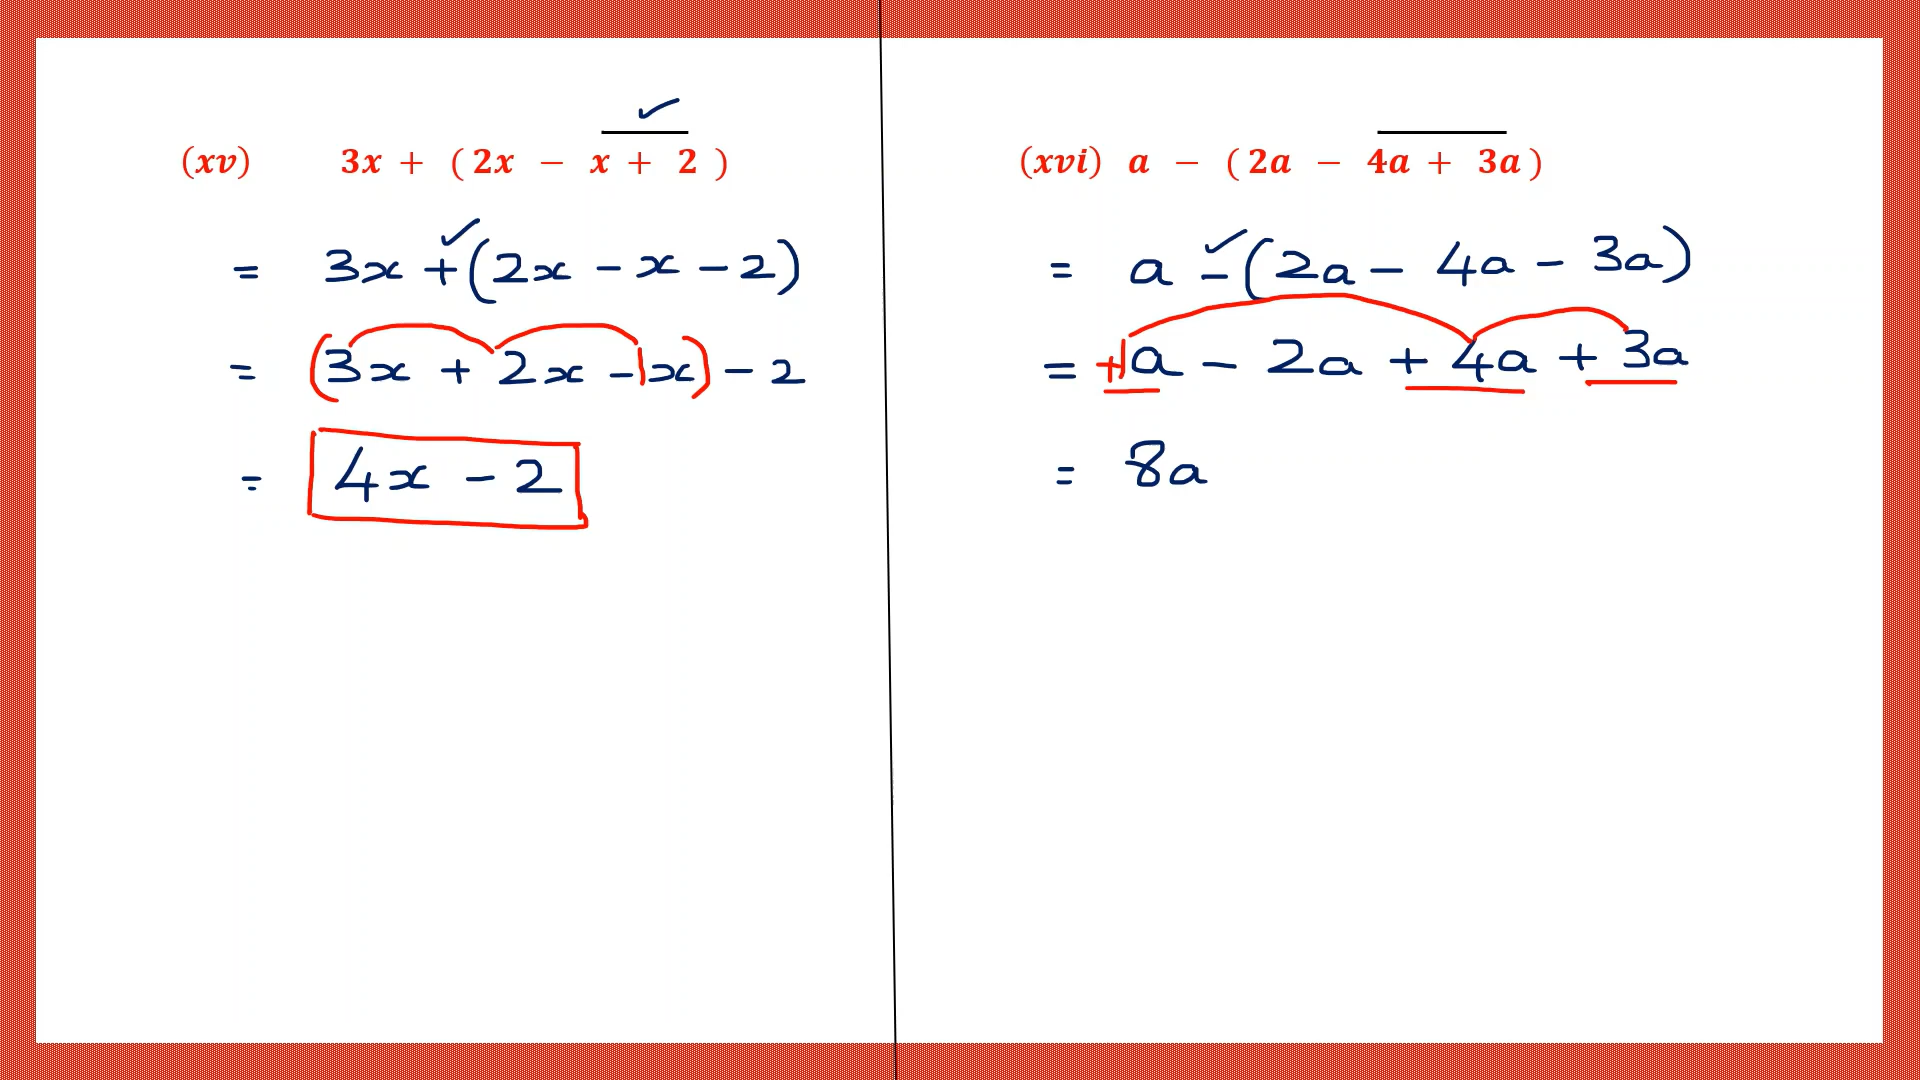 (xv) 3x + ( 2x − x + 2 )
= 3x + (2x − x − 2)
= (3x + 2x − 1x) − 2
= 4x − 2
(xvi) a − ( 2a − 4a + 3a )
= a − (2a − 4a − 3a)
= +1a − 2a + 4a + 3a
= 8a